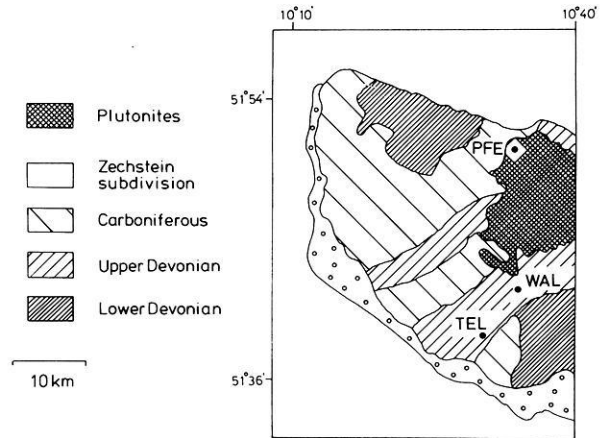 10°10'
10°40'
51°54'
Plutonites
Zechstein
subdivision
Carboniferous
Upper Devonian
Lower Devonian
10 km
51°36'
PFE
WAL
TEL